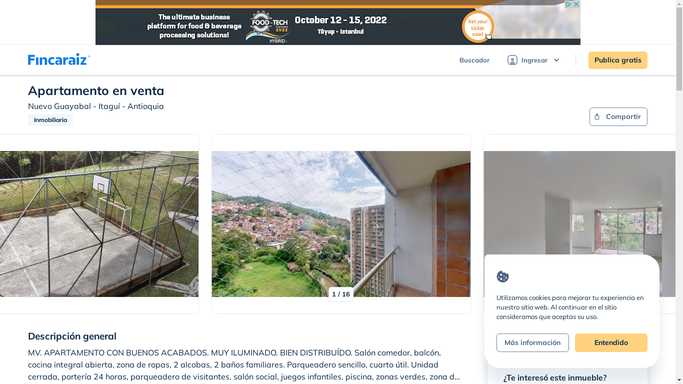 The ultimate business
platform for food & beverage
processing solutions!
FOOD-TECH
HYBRID
October 12 - 15, 2022
Tüyap - Istanbul
Get your
ticket
now!
Fincaraiz
Buscador
Ingresar
Publica gratis
Apartamento en venta
Nuevo Guayabal - Itaguí - Antioquia
Inmobiliaria
Compartir
1 / 16
Utilizamos cookies para mejorar tu experiencia en
nuestro sitio web. Al continuar en el sitio
consideramos que aceptas su uso.
Más información
Entendido
Descripción general
MV. APARTAMENTO CON BUENOS ACABADOS. MUY ILUMINADO. BIEN DISTRIBUÍDO. Salón comedor, balcón,
cocina integral abierta, zona de ropas, 2 alcobas, 2 baños familiares. Parqueadero sencillo, cuarto útil. Unidad
cerrada, portería 24 horas, parqueadero de visitantes, salón social, juegos infantiles, piscina, zonas verdes, zona d...
¿Te interesó este inmueble?